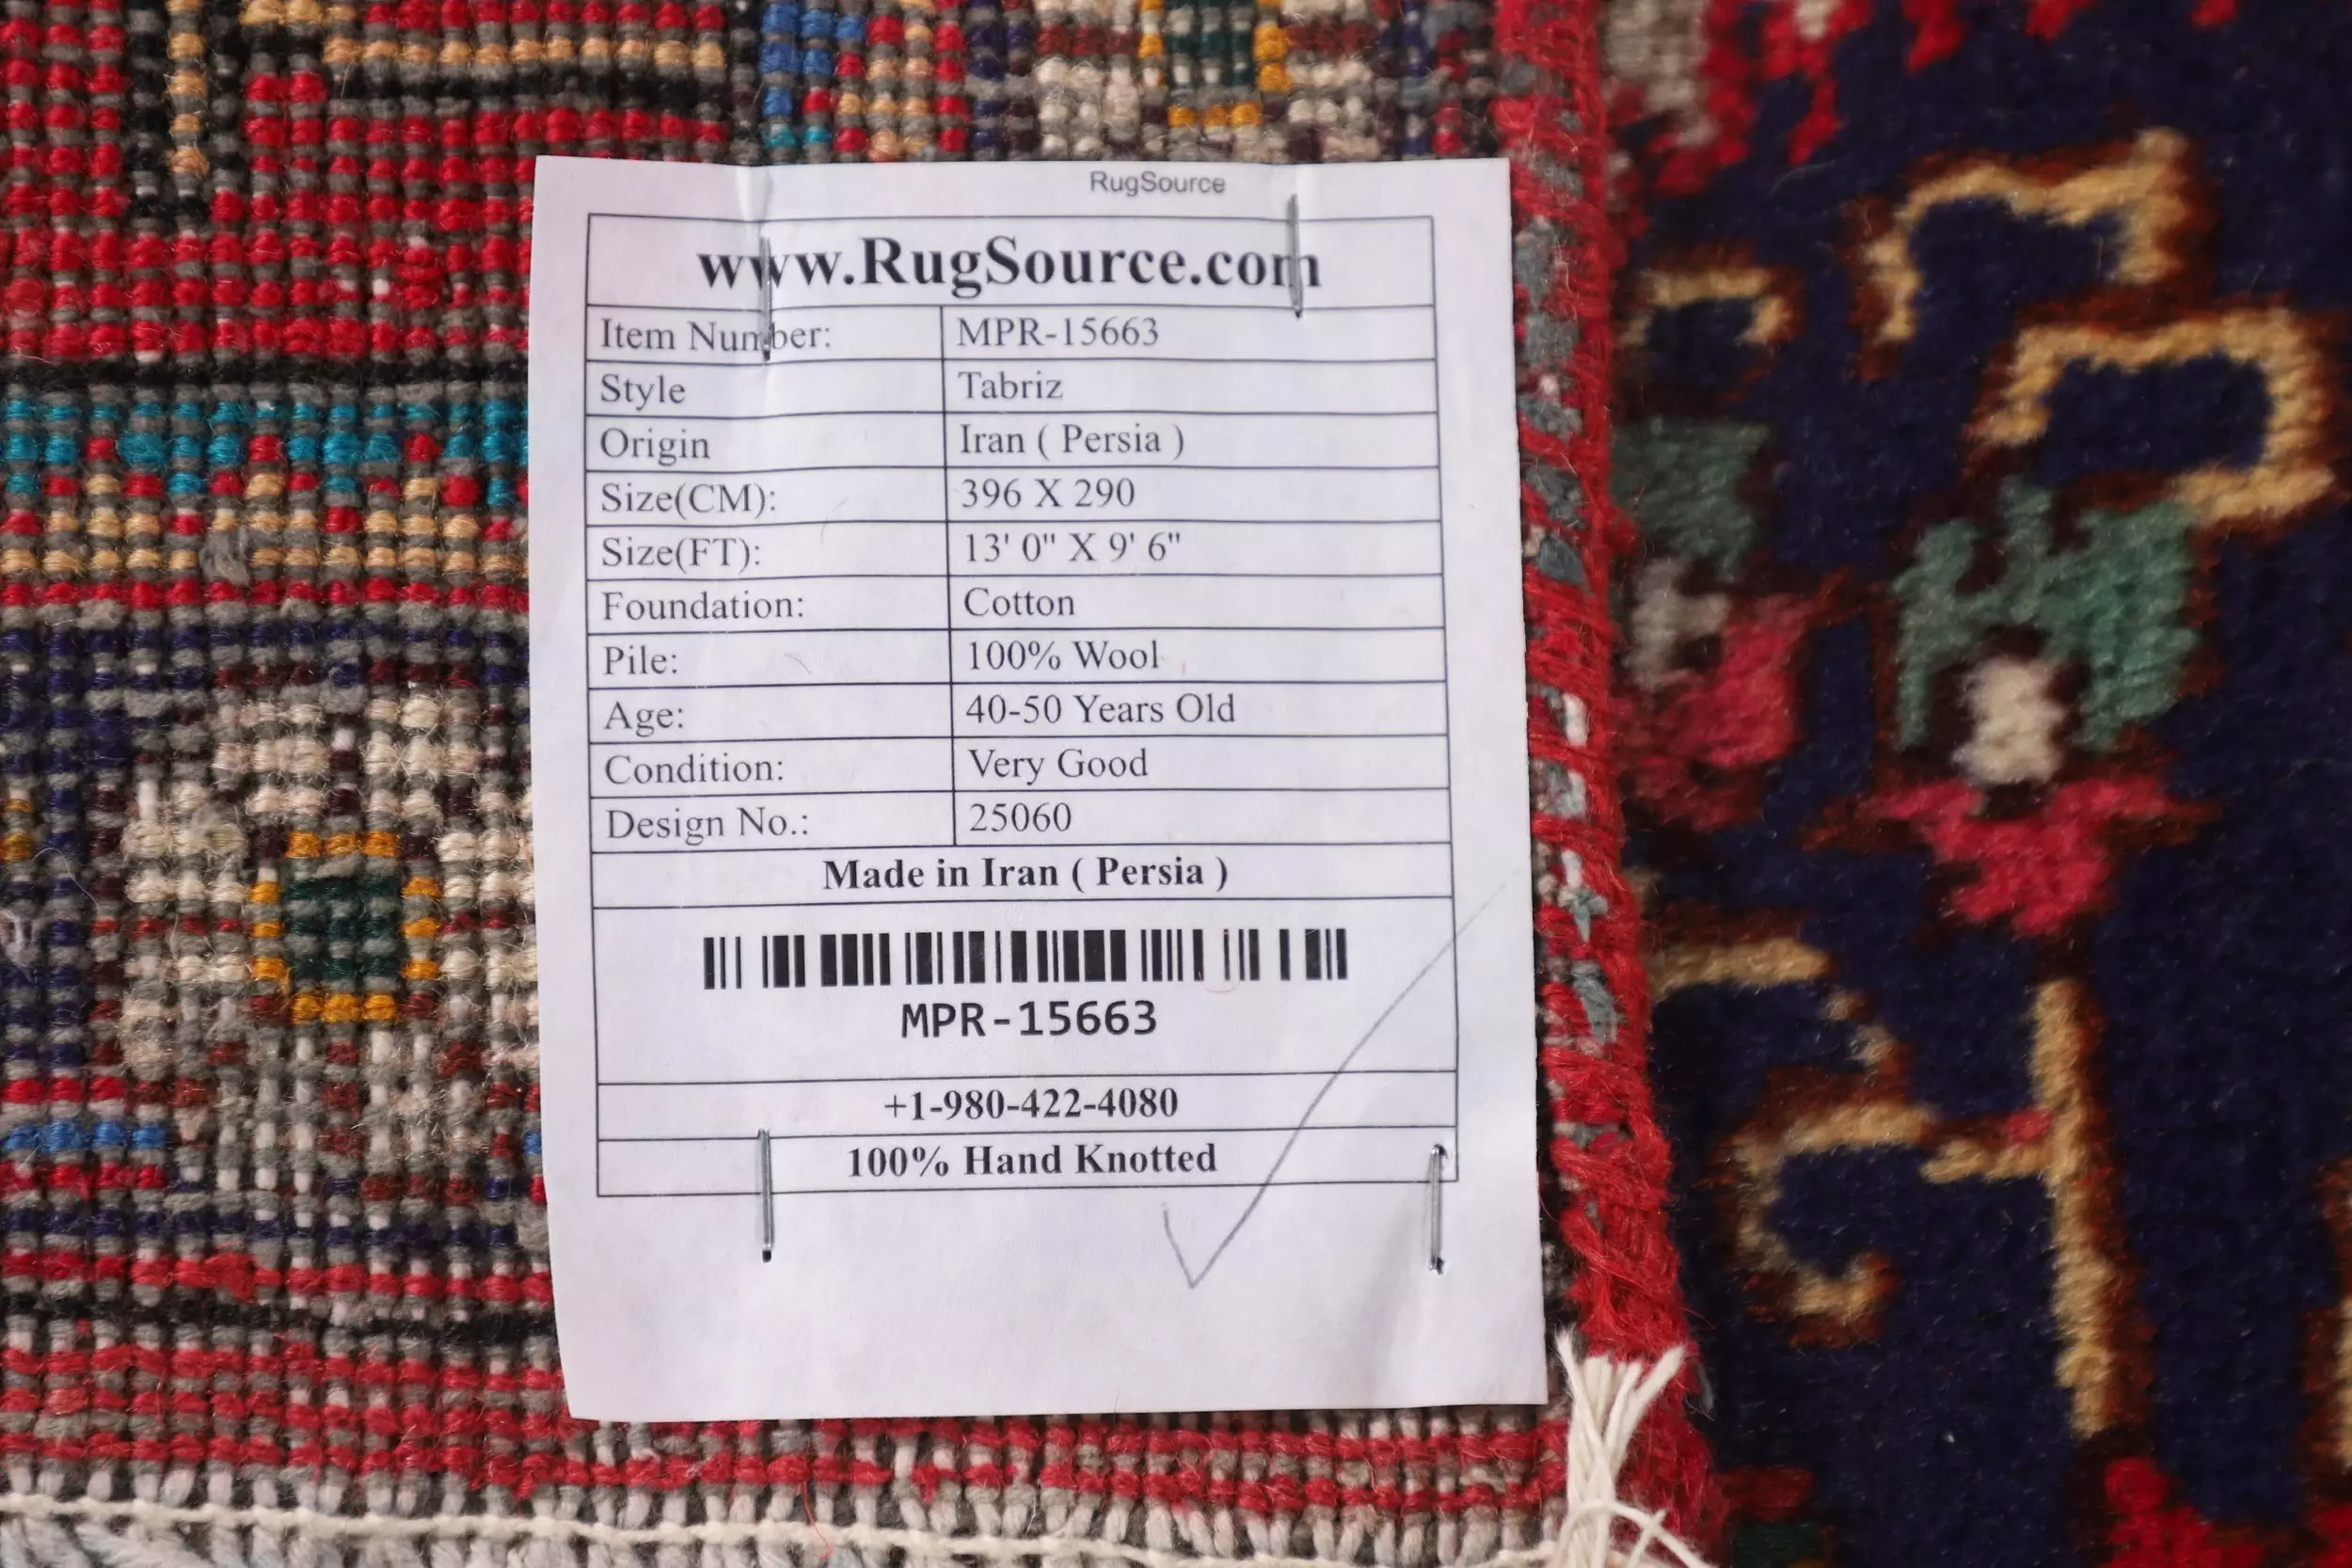 RugSource
www.RugSource.com
Item Number: MPR-15663
Style Tabriz
Origin Iran ( Persia )
Size(CM): 396 X 290
Size(FT): 13' 0" X 9' 6"
Foundation: Cotton
Pile: 100% Wool
Age: 40-50 Years Old
Condition: Very Good
Design No.: 25060
Made in Iran ( Persia )
MPR-15663
+1-980-422-4080
100% Hand Knotted